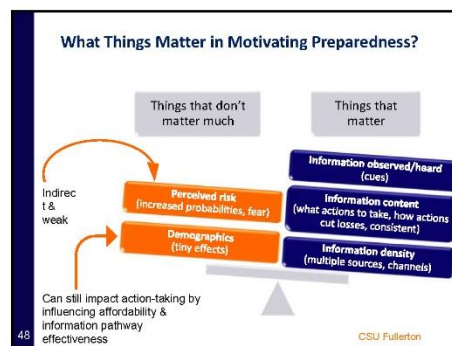 What Things Matter in Motivating Preparedness?
Things that don't
matter much
Things that
matter
Information observed/heard
(cues)
Indirec
t &
weak
Perceived risk
(increased probabilities, fear)
Information content
(what actions to take, how actions
cut losses, consistent)
Demographics
(tiny effects)
Information density
(multiple sources, channels)
Can still impact action-taking by
influencing affordability &
information pathway
effectiveness
48
CSU Fullerton